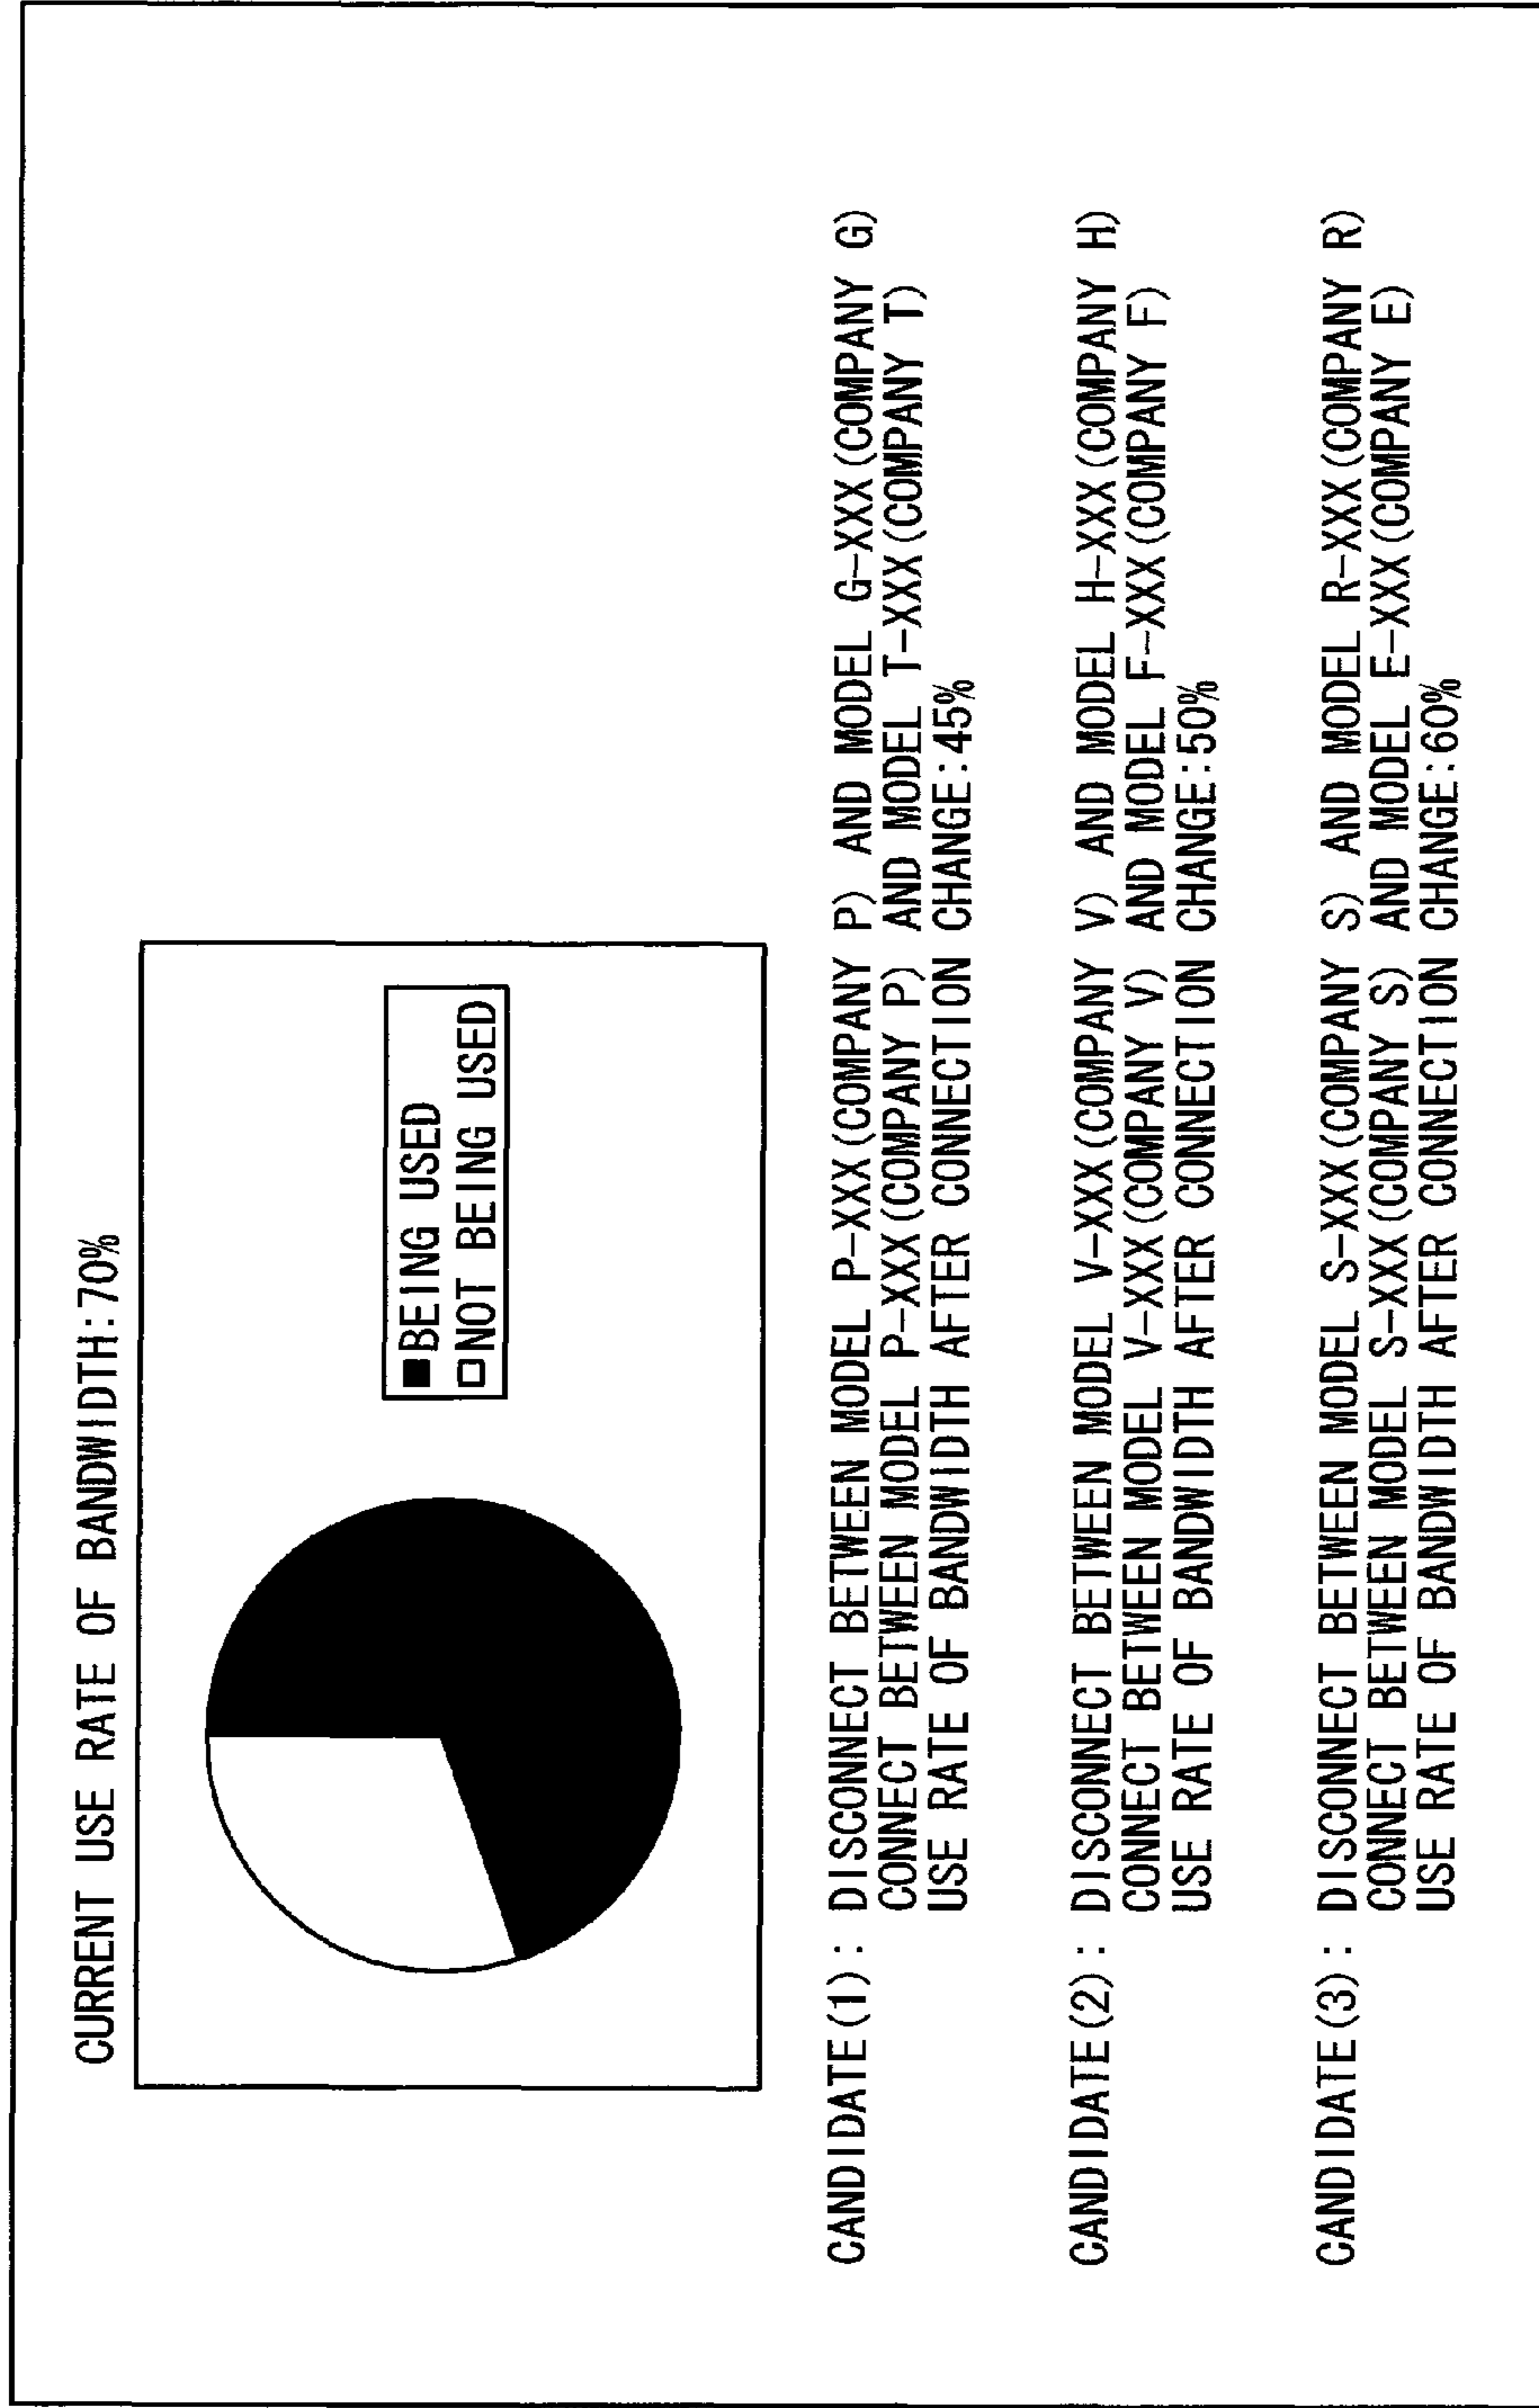 CURRENT USE RATE OF BANDWIDTH:70%
■BEING USED
□NOT BEING USED
CANDIDATE(1): DISCONNECT BETWEEN MODEL P-XXX(COMPANY P) AND MODEL G-XXX(COMPANY G)
CONNECT BETWEEN MODEL P-XXX(COMPANY P) AND MODEL T-XXX(COMPANY T)
USE RATE OF BANDWIDTH AFTER CONNECTION CHANGE:45%
CANDIDATE(2): DISCONNECT BETWEEN MODEL V-XXX(COMPANY V) AND MODEL H-XXX(COMPANY H)
CONNECT BETWEEN MODEL V-XXX(COMPANY V) AND MODEL F-XXX(COMPANY F)
USE RATE OF BANDWIDTH AFTER CONNECTION CHANGE:50%
CANDIDATE(3): DISCONNECT BETWEEN MODEL S-XXX(COMPANY S) AND MODEL R-XXX(COMPANY R)
CONNECT BETWEEN MODEL S-XXX(COMPANY S) AND MODEL E-XXX(COMPANY E)
USE RATE OF BANDWIDTH AFTER CONNECTION CHANGE:60%